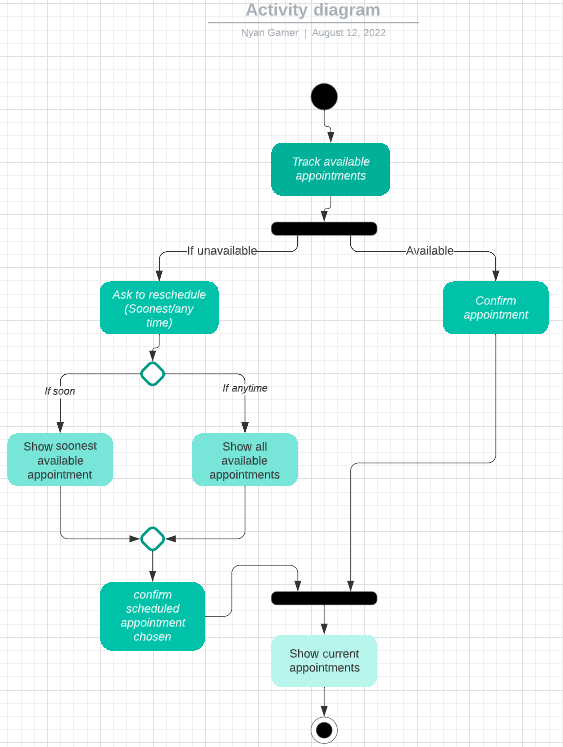 Activity diagram
Nyan Gamer | August 12, 2022
Track available
appointments
If unavailable
Available
Ask to reschedule
(Soonest/any
time)
Confirm
appointment
If soon
If anytime
Show soonest
available
appointment
Show all
available
appointments
confirm
scheduled
appointment
chosen
Show current
appointments